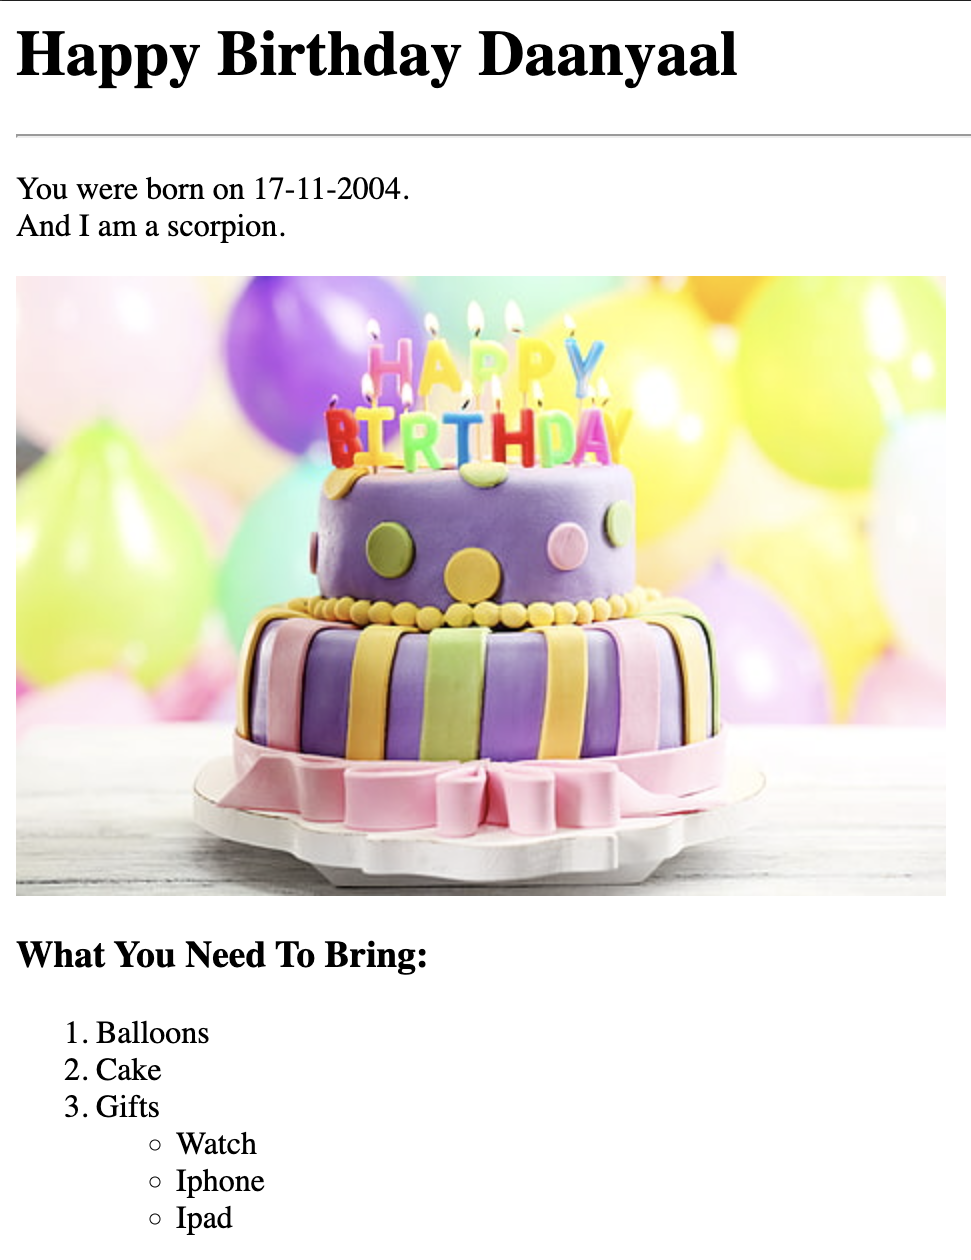 Happy Birthday Daanyaal
You were born on 17-11-2004.
And I am a scorpion.
HAPPY
BIRTHDAY
What You Need To Bring:
1. Balloons
2. Cake
3. Gifts
◦ Watch
◦ Iphone
◦ Ipad